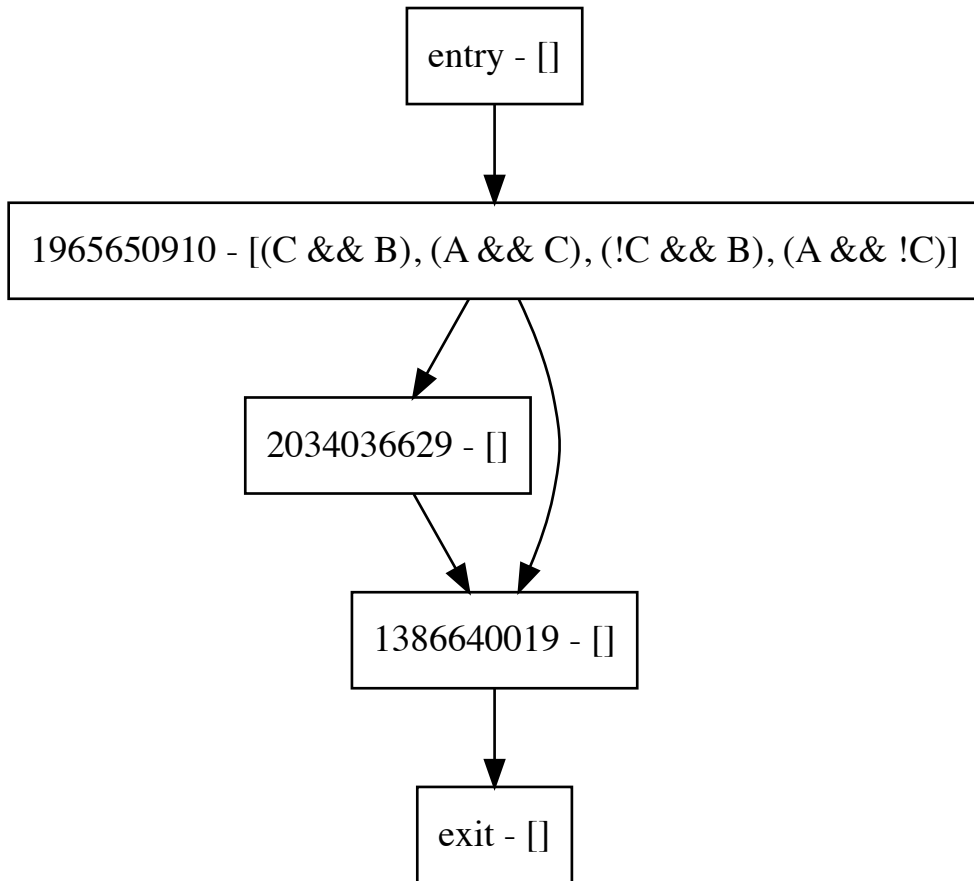 entry - []
1965650910 - [(C && B), (A && C), (!C && B), (A && !C)]
2034036629 - []
1386640019 - []
exit - []